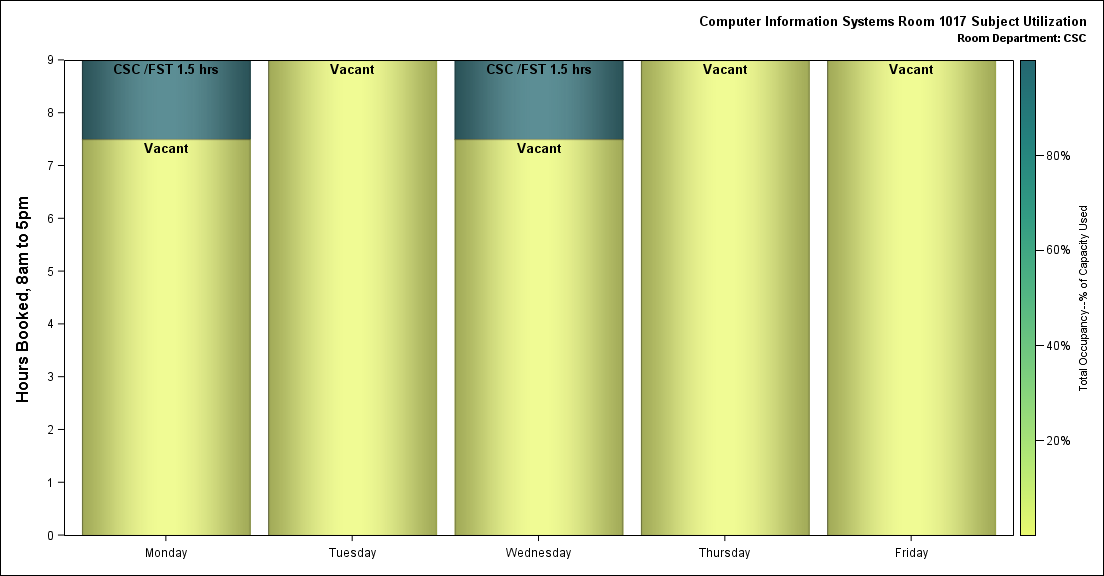 Computer Information Systems Room 1017 Subject Utilization
Room Department: CSC
Hours Booked, 8am to 5pm
9
8
7
6
5
4
3
2
1
0
CSC /FST 1.5 hrs
Vacant
Vacant
CSC /FST 1.5 hrs
Vacant
Vacant
Vacant
Monday
Tuesday
Wednesday
Thursday
Friday
80%
60%
40%
20%
Total Occupancy--% of Capacity Used